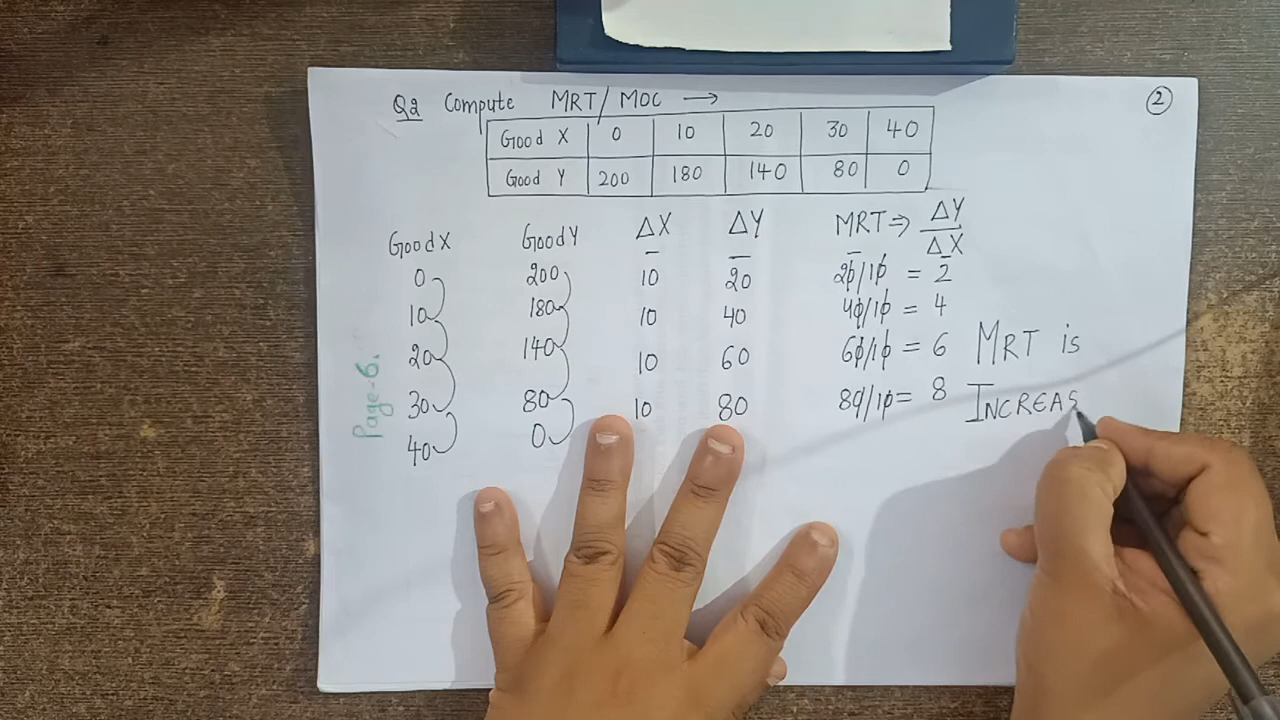 Q2 Compute MRT/MOC →
2
Good X 0 10 20 30 40
Good Y 200 180 140 80 0
Good X Good Y ΔX ΔY MRT ⇒ ΔY/ΔX
0 200 10 20 20/10 = 2
10 180 10 40 40/10 = 4
20 140 10 60 60/10 = 6 MRT is
30 80 10 80 80/10 = 8 INCREAS
40 0
Page-6.